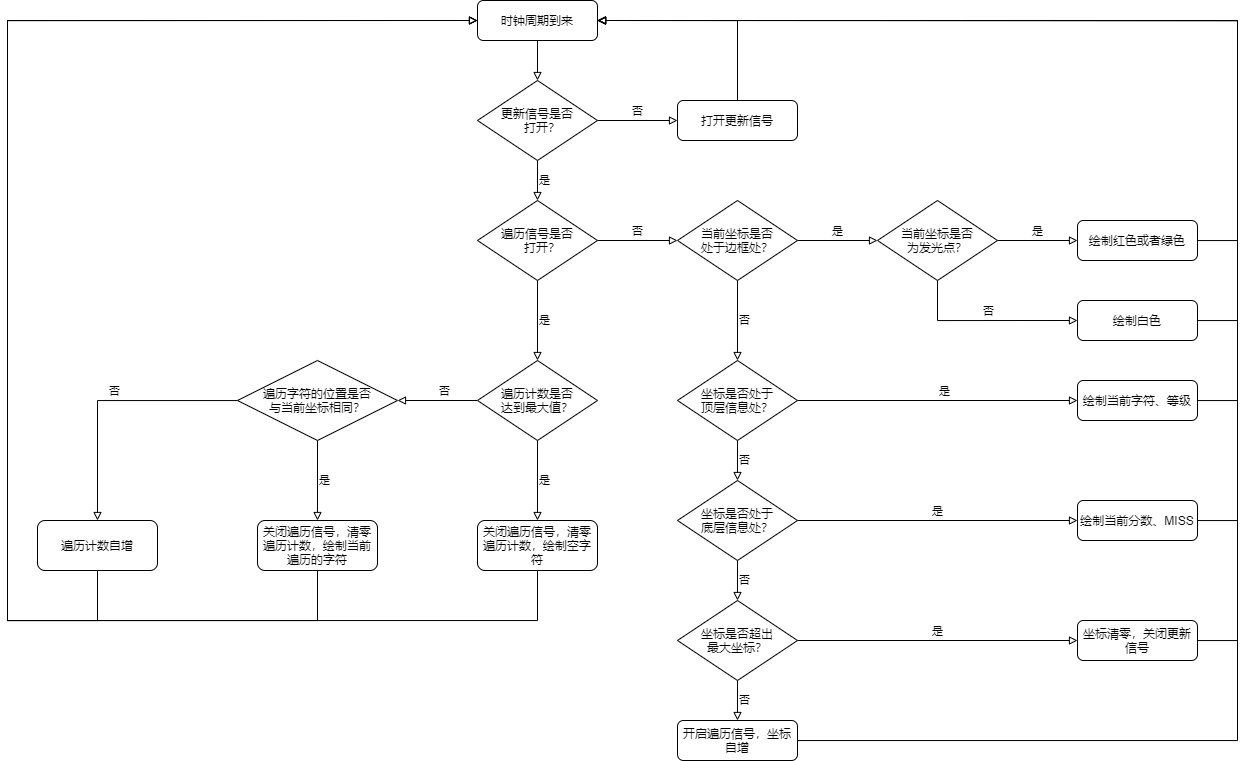 时钟周期到来
更新信号是否
打开?
否
打开更新信号
是
遍历信号是否
打开?
否
当前坐标是否
处于边框处?
是
当前坐标是否
为发光点?
是
绘制红色或者绿色
否
绘制白色
是
否
遍历计数是否
达到最大值?
否
遍历字符的位置是否
与当前坐标相同?
否
坐标是否处于
顶层信息处?
是
绘制当前字符、等级
是
是
否
遍历计数自增
关闭遍历信号，清零
遍历计数，绘制当前
遍历的字符
关闭遍历信号，清零
遍历计数，绘制空字
符
坐标是否处于
底层信息处?
是
绘制当前分数、MISS
否
坐标是否超出
最大坐标?
是
坐标清零，关闭更新
信号
否
开启遍历信号，坐标
自增